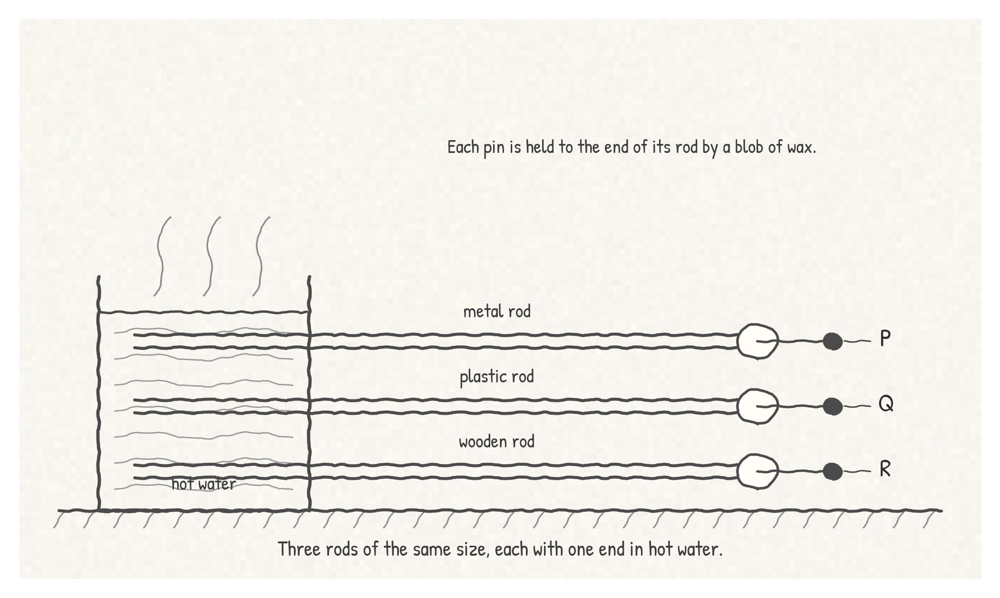 Each pin is held to the end of its rod by a blob of wax.
metal rod
P
plastic rod
Q
wooden rod
R
hot water
Three rods of the same size, each with one end in hot water.